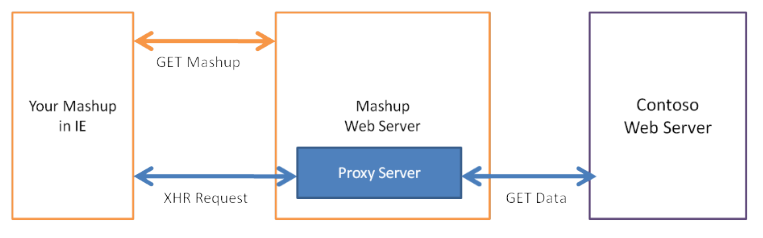 GET Mashup
Your Mashup
in IE
Mashup
Web Server
Contoso
Web Server
Proxy Server
XHR Request
GET Data